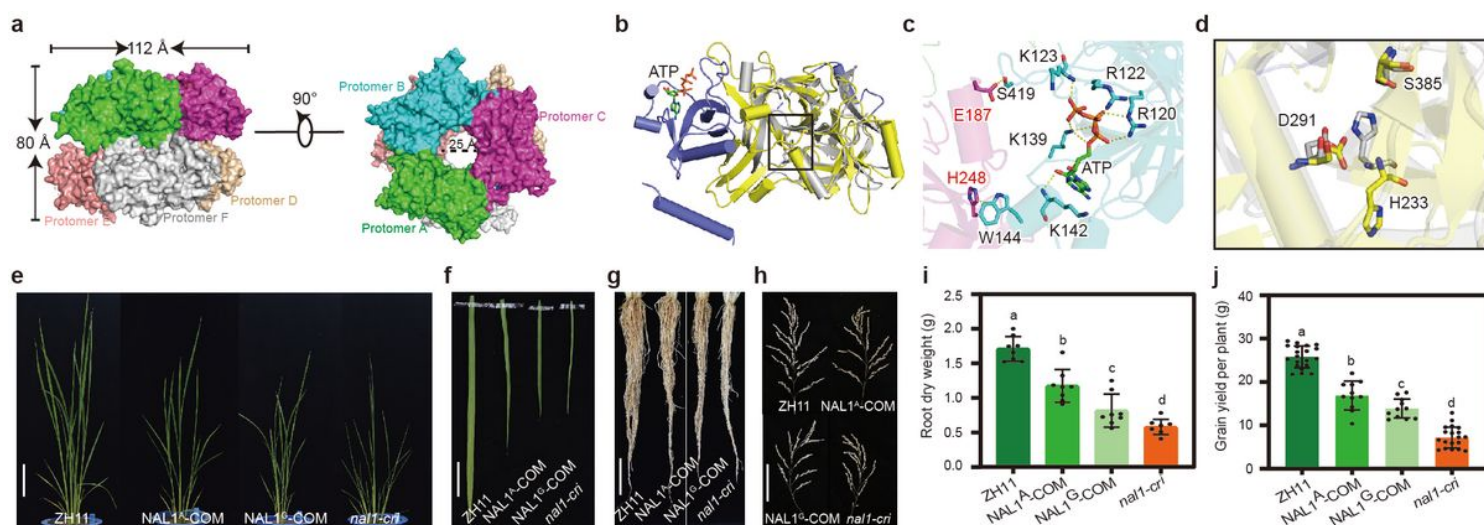 a
112 Å
80 Å
90°
25 Å
Protomer E
Protomer F
Protomer D
Protomer B
Protomer C
Protomer A
b
ATP
c
K123
R122
S419
E187
R120
K139
ATP
H248
W144
K142
d
S385
D291
H233
e
ZH11
NAL1ᴬ-COM
NAL1ᴳ-COM
nal1-cri
f
ZH11
NAL1ᴬ-COM
NAL1ᴳ-COM
nal1-cri
g
ZH11
NAL1ᴬ-COM
NAL1ᴳ-COM
nal1-cri
h
ZH11
NAL1ᴬ-COM
NAL1ᴳ-COM
nal1-cri
i
Root dry weight (g)
2.5
2.0
1.5
1.0
0.5
0.0
a
b
c
d
ZH11
NAL1ᴬ-COM
NAL1ᴳ-COM
nal1-cri
j
Grain yield per plant (g)
40
30
20
10
0
a
b
c
d
ZH11
NAL1ᴬ-COM
NAL1ᴳ-COM
nal1-cri